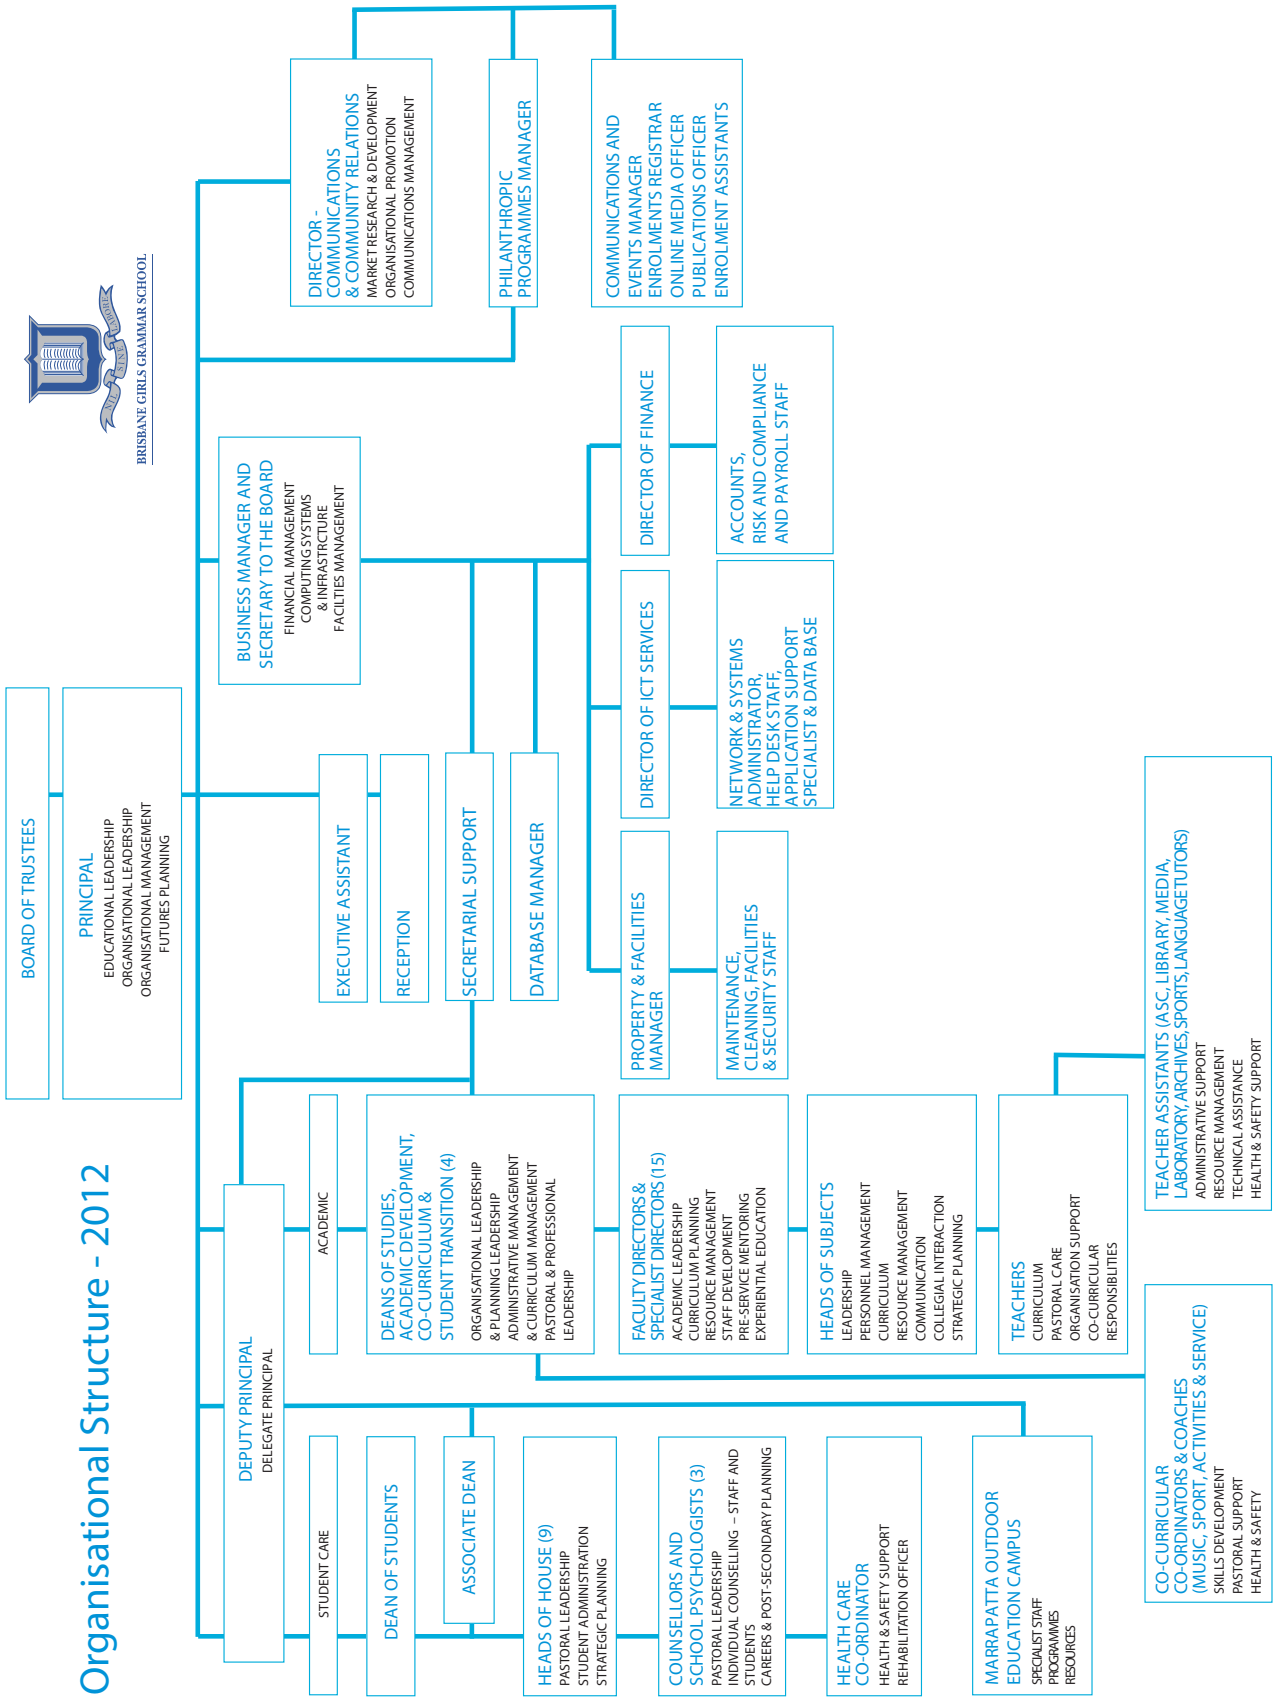 Organisational Structure - 2012
NIL SINE LABORE
BRISBANE GIRLS GRAMMAR SCHOOL
BOARD OF TRUSTEES
PRINCIPAL
EDUCATIONAL LEADERSHIP
ORGANISATIONAL LEADERSHIP
ORGANISATIONAL MANAGEMENT
FUTURES PLANNING
DEPUTY PRINCIPAL
DELEGATE PRINCIPAL
BUSINESS MANAGER AND
SECRETARY TO THE BOARD
FINANCIAL MANAGEMENT
COMPUTING SYSTEMS
& INFRASTRCTURE
FACILTIES MANAGEMENT
DIRECTOR -
COMMUNICATIONS
& COMMUNITY RELATIONS
MARKET RESEARCH & DEVELOPMENT
ORGANISATIONAL PROMOTION
COMMUNICATIONS MANAGEMENT
STUDENT CARE
ACADEMIC
EXECUTIVE ASSISTANT
RECEPTION
DEAN OF STUDENTS
DEANS OF STUDIES,
ACADEMIC DEVELOPMENT,
CO-CURRICULUM &
STUDENT TRANSITION (4)
ORGANISATIONAL LEADERSHIP
& PLANNING LEADERSHIP
ADMINISTRATIVE MANAGEMENT
& CURRICULUM MANAGEMENT
PASTORAL & PROFESSIONAL
LEADERSHIP
ASSOCIATE DEAN
SECRETARIAL SUPPORT
DATABASE MANAGER
PHILANTHROPIC
PROGRAMMES MANAGER
HEADS OF HOUSE (9)
PASTORAL LEADERSHIP
STUDENT ADMINISTRATION
STRATEGIC PLANNING
FACULTY DIRECTORS &
SPECIALIST DIRECTORS (15)
ACADEMIC LEADERSHIP
CURRICULUM PLANNING
RESOURCE MANAGEMENT
STAFF DEVELOPMENT
PRE-SERVICE MENTORING
EXPERIENTIAL EDUCATION
PROPERTY & FACILITIES
MANAGER
DIRECTOR OF ICT SERVICES
DIRECTOR OF FINANCE
COMMUNICATIONS AND
EVENTS MANAGER
ENROLMENTS REGISTRAR
ONLINE MEDIA OFFICER
PUBLICATIONS OFFICER
ENROLMENT ASSISTANTS
COUNSELLORS AND
SCHOOL PSYCHOLOGISTS (3)
PASTORAL LEADERSHIP
INDIVIDUAL COUNSELLING – STAFF AND
STUDENTS
CAREERS & POST-SECONDARY PLANNING
MAINTENANCE,
CLEANING, FACILITIES
& SECURITY STAFF
NETWORK & SYSTEMS
ADMINISTRATOR,
HELP DESK STAFF,
APPLICATION SUPPORT
SPECIALIST & DATA BASE
ACCOUNTS,
RISK AND COMPLIANCE
AND PAYROLL STAFF
HEALTH CARE
CO-ORDINATOR
HEALTH & SAFETY SUPPORT
REHABILITATION OFFICER
HEADS OF SUBJECTS
LEADERSHIP
PERSONNEL MANAGEMENT
CURRICULUM
RESOURCE MANAGEMENT
COMMUNICATION
COLLEGIAL INTERACTION
STRATEGIC PLANNING
MARRAPATTA OUTDOOR
EDUCATION CAMPUS
SPECIALIST STAFF
PROGRAMMES
RESOURCES
TEACHERS
CURRICULUM
PASTORAL CARE
ORGANISATION SUPPORT
CO-CURRICULAR
RESPONSIBLITIES
CO-CURRICULAR
CO-ORDINATORS & COACHES
(MUSIC, SPORT, ACTIVITIES & SERVICE)
SKILLS DEVELOPMENT
PASTORAL SUPPORT
HEALTH & SAFETY
TEACHER ASSISTANTS (ASC, LIBRARY, MEDIA,
LABORATORY, ARCHIVES, SPORTS, LANGUAGE TUTORS)
ADMINISTRATIVE SUPPORT
RESOURCE MANAGEMENT
TECHNICAL ASSISTANCE
HEALTH & SAFETY SUPPORT